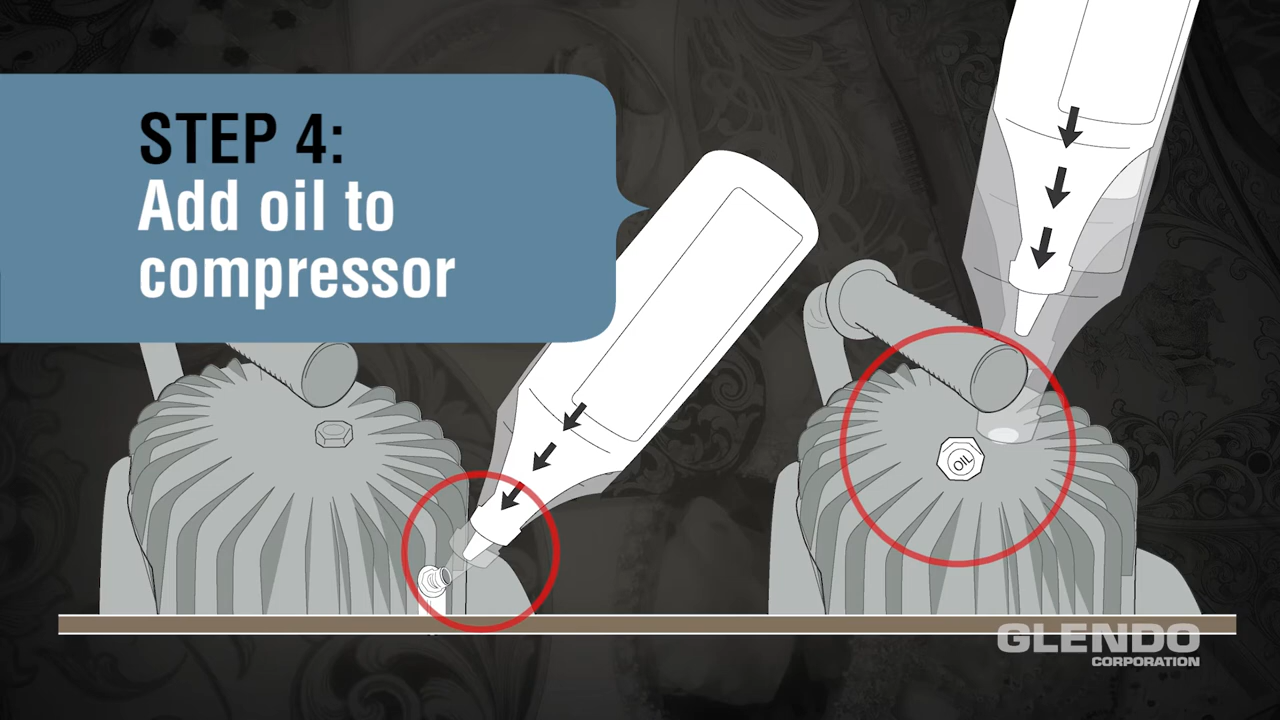 STEP 4:
Add oil to
compressor
OIL
GLENDO
CORPORATION